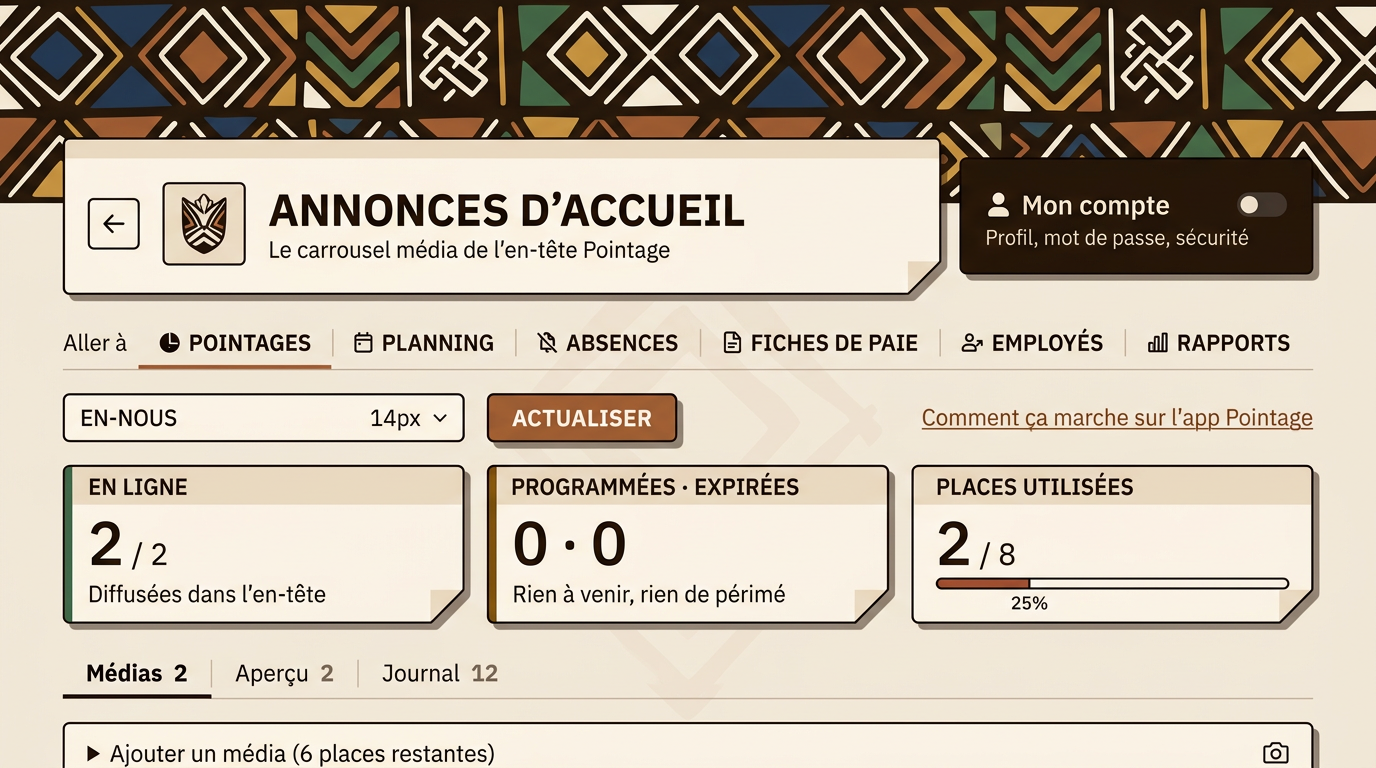 ANNONCES D’ACCUEIL
Le carrousel média de l’en-tête Pointage
Mon compte
Profil, mot de passe, sécurité
Aller à POINTAGES PLANNING ABSENCES FICHES DE PAIE EMPLOYÉS RAPPORTS
EN-NOUS 14px ACTUALISER Comment ça marche sur l’app Pointage
EN LIGNE
2 / 2
Diffusées dans l’en-tête
PROGRAMMÉES · EXPIRÉES
0 · 0
Rien à venir, rien de périmé
PLACES UTILISÉES
2 / 8
25%
Médias 2 Aperçu 2 Journal 12
Ajouter un média (6 places restantes)